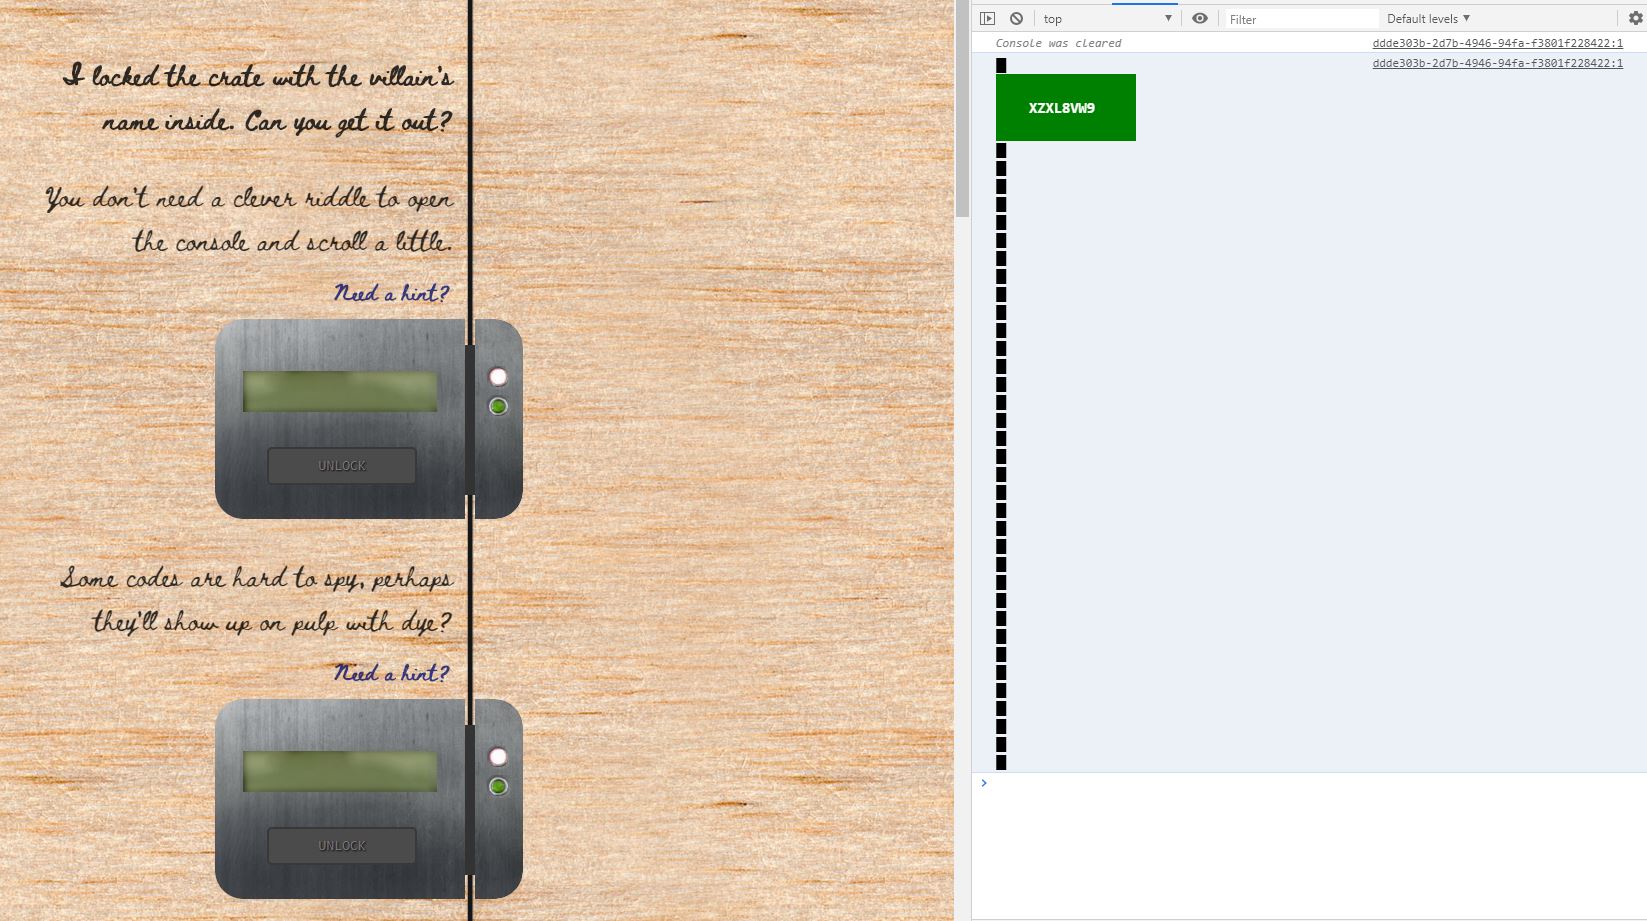 I locked the crate with the villain's
name inside. Can you get it out?
You don't need a clever riddle to open
the console and scroll a little.
Need a hint?
UNLOCK
Some codes are hard to spy, perhaps
they'll show up on pulp with dye?
Need a hint?
UNLOCK
top
Filter
Default levels
Console was cleared
ddde303b-2d7b-4946-94fa-f3801f228422:1
ddde303b-2d7b-4946-94fa-f3801f228422:1
XZXL8VW9